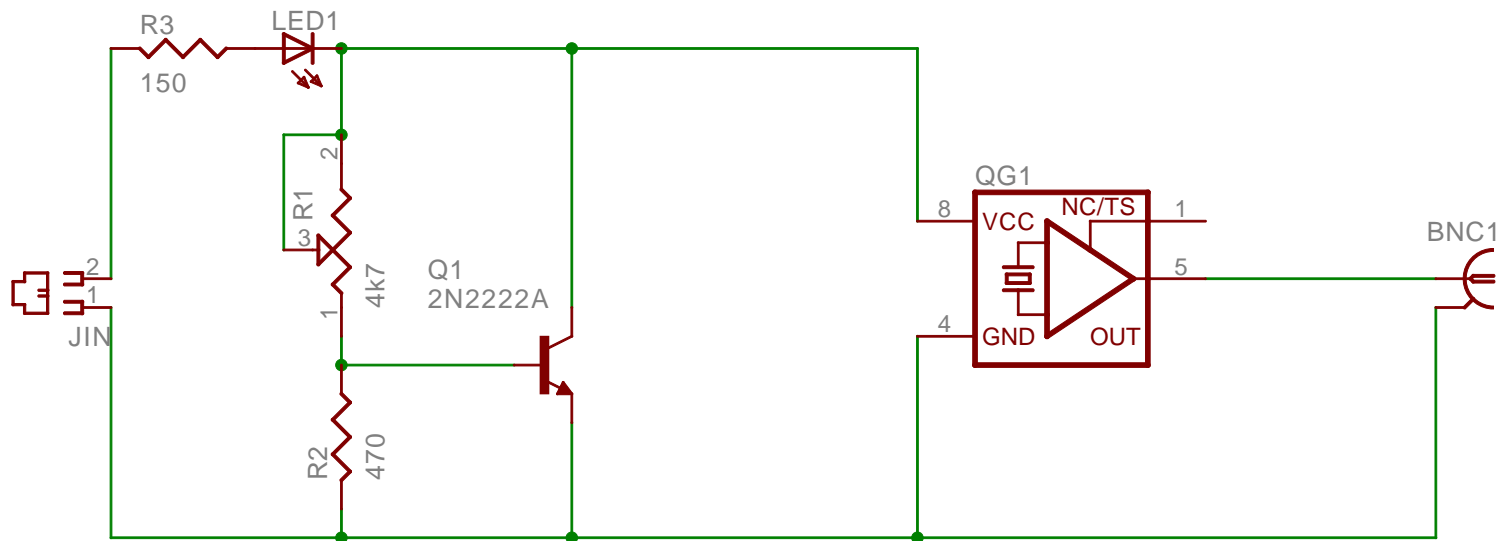 R3
LED1
150
2
R1
3
4k7
1
Q1
2N2222A
2
1
JIN
R2
470
QG1
8
VCC
NC/TS
1
BNC1
5
4
GND
OUT